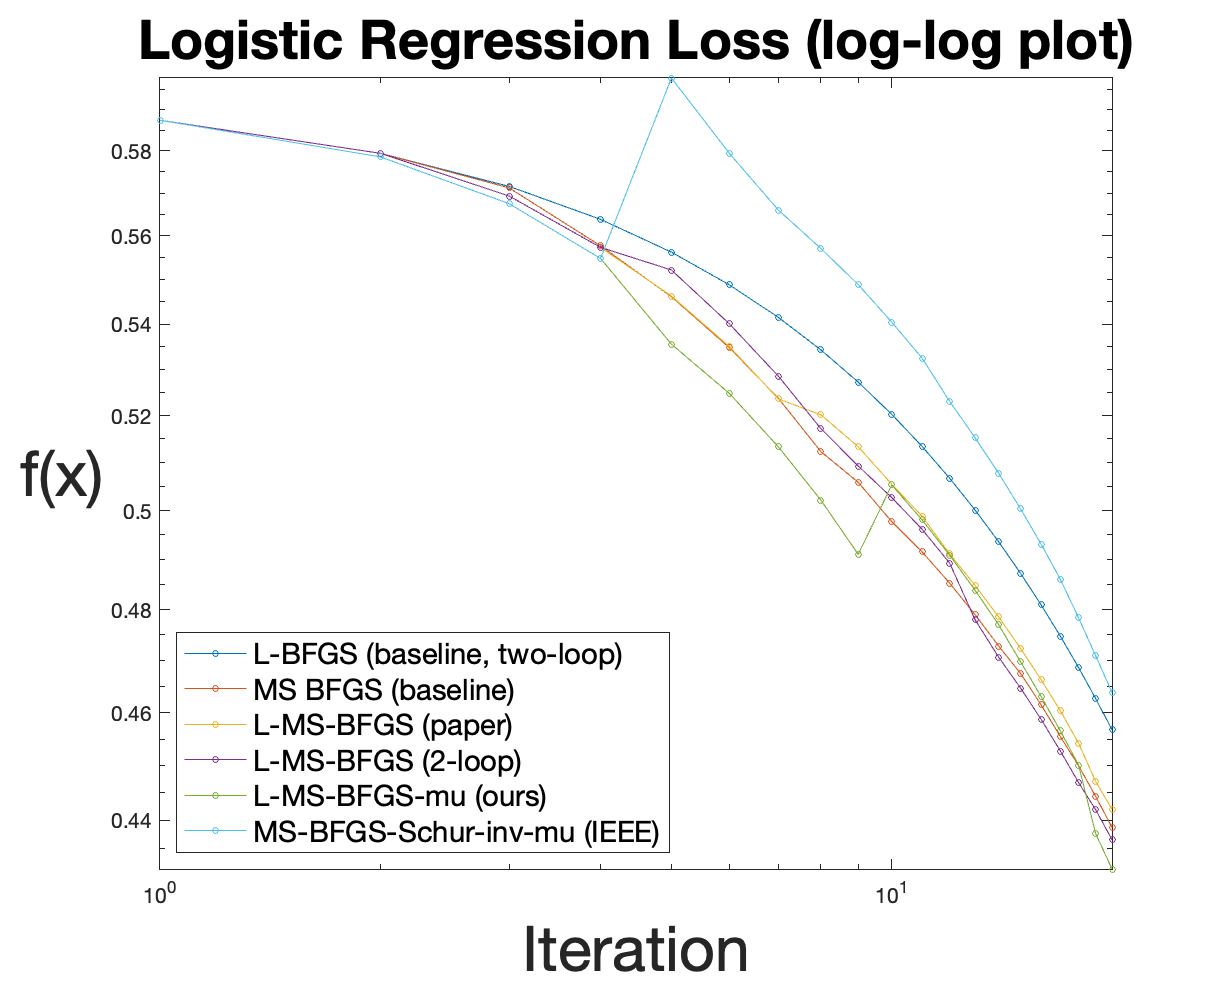 Logistic Regression Loss (log-log plot)
0.58
0.56
0.54
0.52
0.5
0.48
0.46
0.44
f(x)
L-BFGS (baseline, two-loop)
MS BFGS (baseline)
L-MS-BFGS (paper)
L-MS-BFGS (2-loop)
L-MS-BFGS-mu (ours)
MS-BFGS-Schur-inv-mu (IEEE)
10⁰ 10¹
Iteration